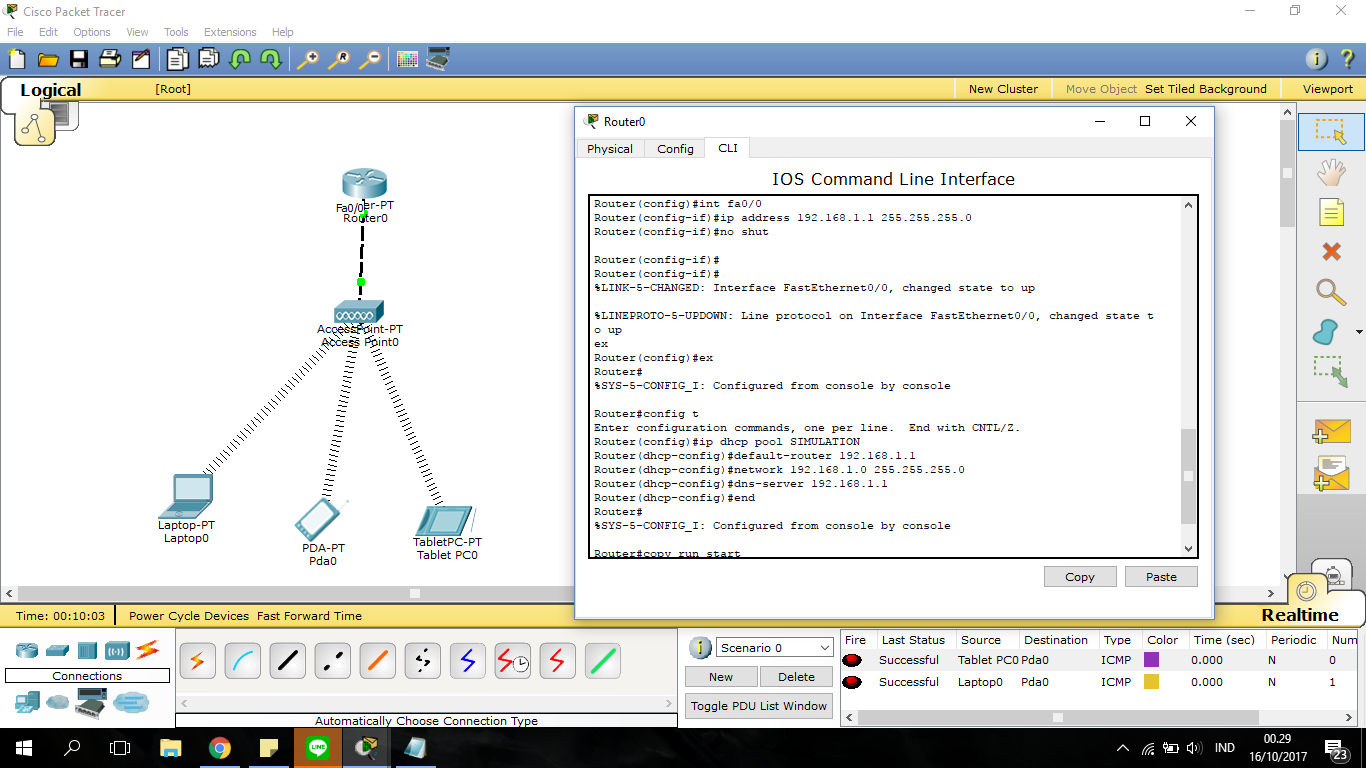 Cisco Packet Tracer
File Edit Options View Tools Extensions Help
Logical [Root] New Cluster Move Object Set Tiled Background Viewport
Fa0/0
Router0
AccessPoint-PT
Access Point0
Laptop-PT
Laptop0
PDA-PT
Pda0
TabletPC-PT
Tablet PC0
Router0
Physical Config CLI
IOS Command Line Interface
Router(config)#int fa0/0
Router(config-if)#ip address 192.168.1.1 255.255.255.0
Router(config-if)#no shut
Router(config-if)#
Router(config-if)#
%LINK-5-CHANGED: Interface FastEthernet0/0, changed state to up
%LINEPROTO-5-UPDOWN: Line protocol on Interface FastEthernet0/0, changed state t
o up
ex
Router(config)#ex
Router#
%SYS-5-CONFIG_I: Configured from console by console
Router#config t
Enter configuration commands, one per line.  End with CNTL/Z.
Router(config)#ip dhcp pool SIMULATION
Router(dhcp-config)#default-router 192.168.1.1
Router(dhcp-config)#network 192.168.1.0 255.255.255.0
Router(dhcp-config)#dns-server 192.168.1.1
Router(dhcp-config)#end
Router#
%SYS-5-CONFIG_I: Configured from console by console
Router#copy run start
Copy Paste
Time: 00:10:03 Power Cycle Devices Fast Forward Time Realtime
Connections
Automatically Choose Connection Type
Scenario 0
New Delete
Toggle PDU List Window
Fire Last Status Source Destination Type Color Time (sec) Periodic Num
Successful Tablet PC0 Pda0 ICMP 0.000 N 0
Successful Laptop0 Pda0 ICMP 0.000 N 1
LINE
IND
00.29
16/10/2017
23